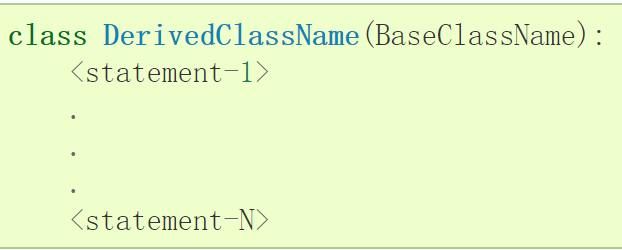 class DerivedClassName(BaseClassName):
    <statement-1>
    .
    .
    .
    <statement-N>